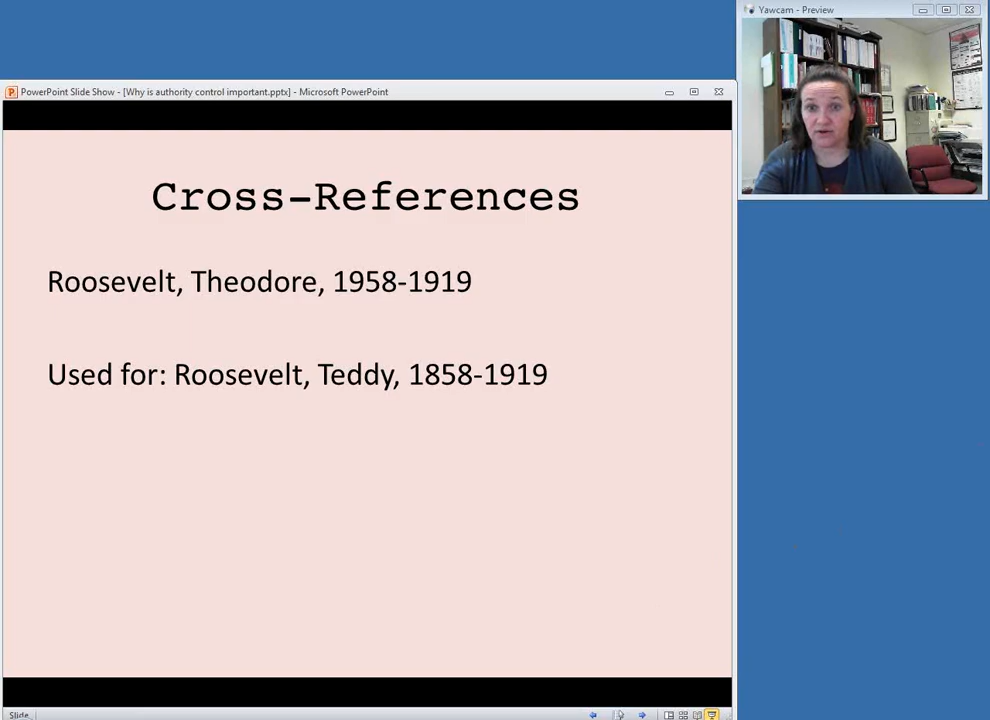 Yawcam - Preview
PowerPoint Slide Show - [Why is authority control important.pptx] - Microsoft PowerPoint
Cross-References
Roosevelt, Theodore, 1958-1919
Used for: Roosevelt, Teddy, 1858-1919
Slide